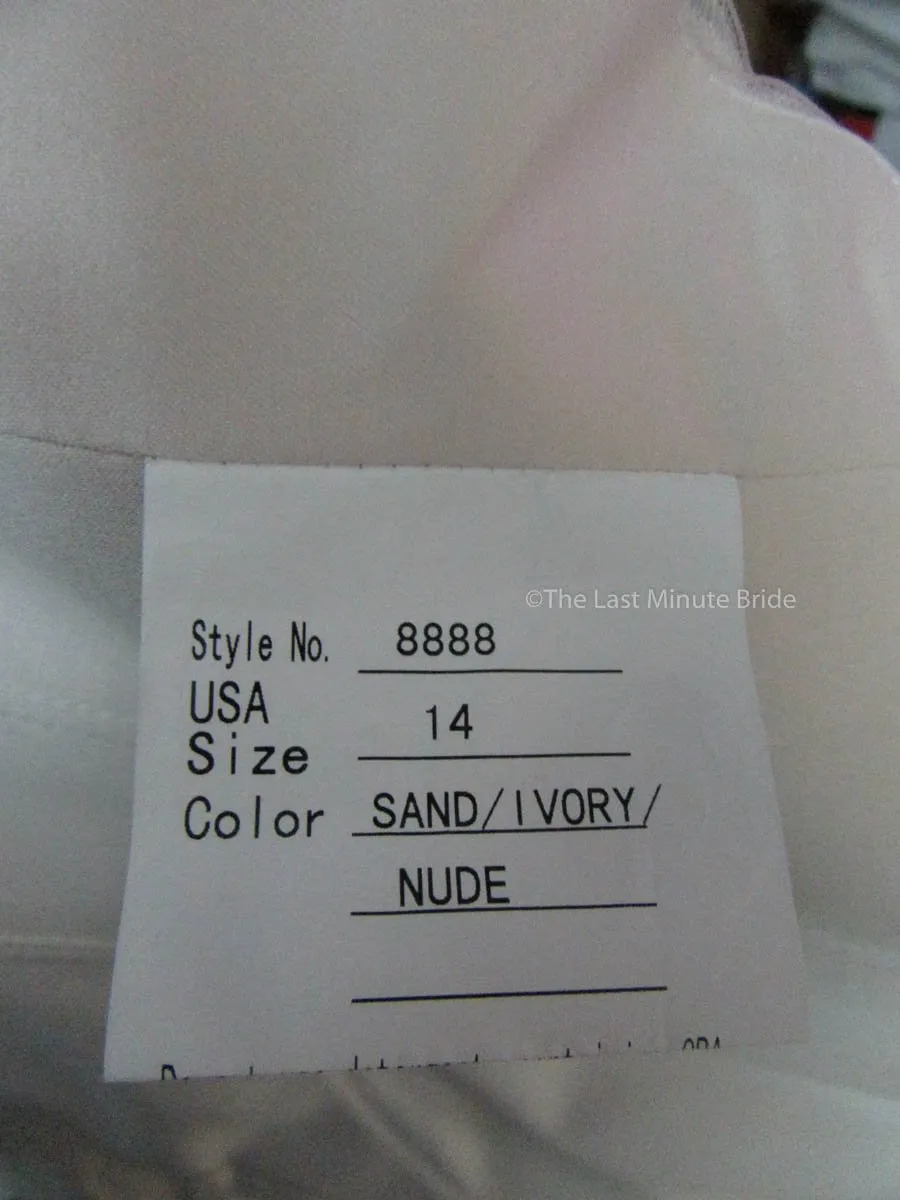 ©The Last Minute Bride
Style No. 8888
USA
Size 14
Color SAND/IVORY/
NUDE